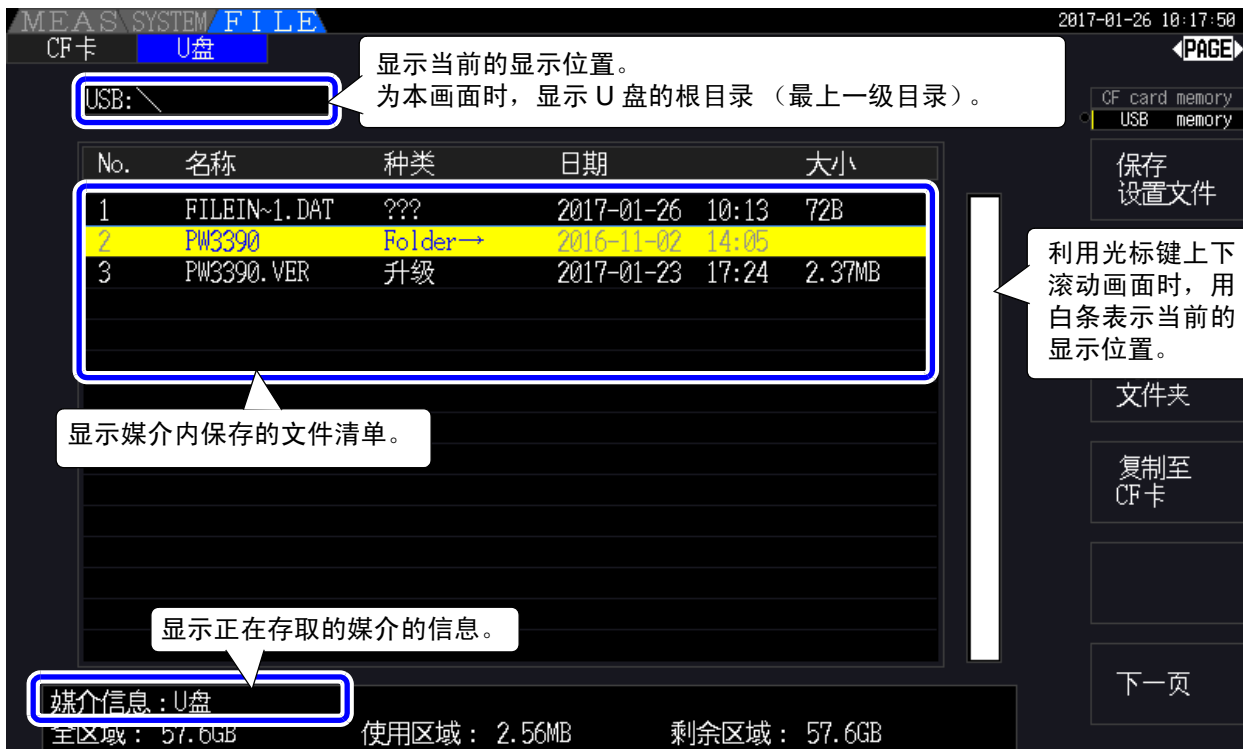 MEAS SYSTEM FILE 2017-01-26 10:17:50
CF卡 U盘 PAGE
显示当前的显示位置。
为本画面时，显示 U 盘的根目录 （最上一级目录）。
USB:\
CF card memory
USB memory
No. 名称 种类 日期 大小
1 FILEIN~1.DAT ??? 2017-01-26 10:13 72B
2 PW3390 Folder→ 2016-11-02 14:05
3 PW3390.VER 升级 2017-01-23 17:24 2.37MB
保存
设置文件
利用光标键上下
滚动画面时，用
白条表示当前的
显示位置。
文件夹
显示媒介内保存的文件清单。
复制至
CF卡
显示正在存取的媒介的信息。
下一页
媒介信息：U盘
全区域： 57.6GB 使用区域： 2.56MB 剩余区域： 57.6GB